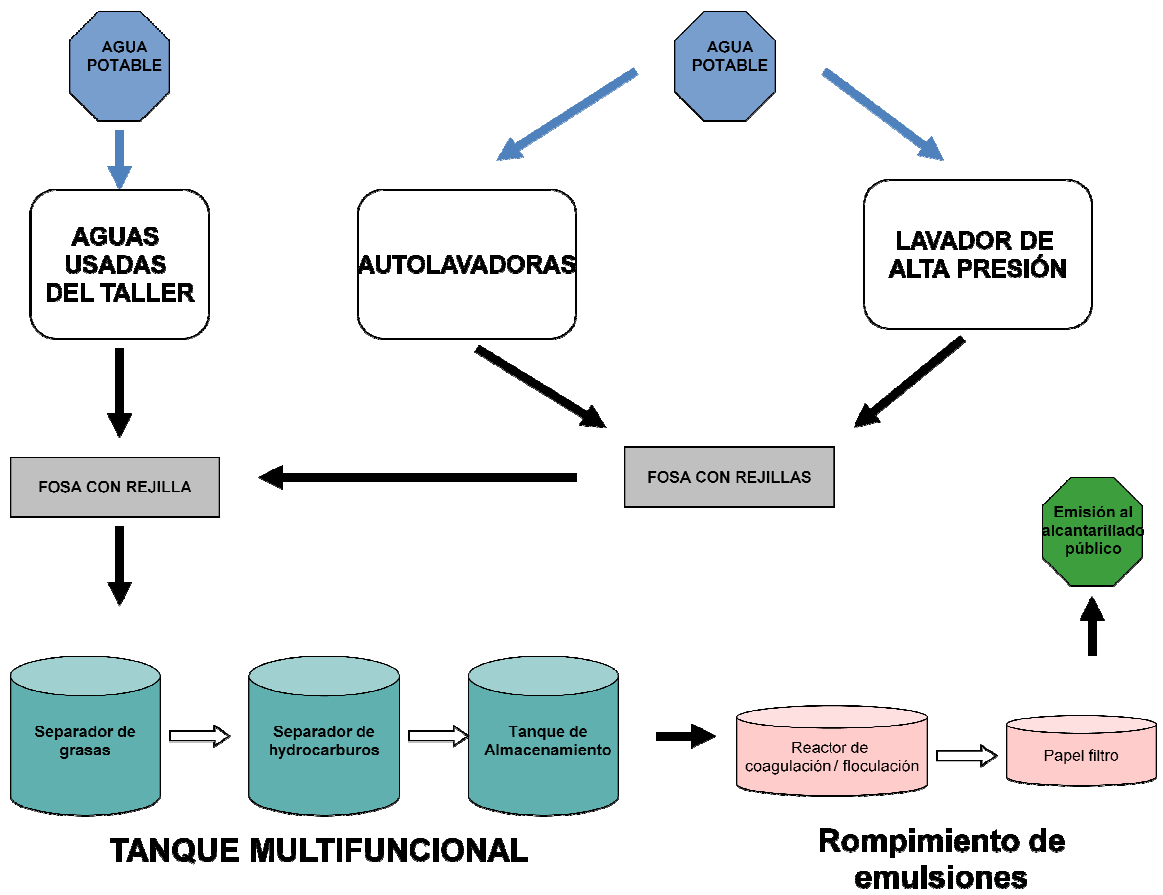 AGUA
POTABLE
AGUA
POTABLE
AGUAS
USADAS
DEL TALLER
AUTOLAVADORAS
LAVADOR DE
ALTA PRESIÓN
FOSA CON REJILLA
FOSA CON REJILLAS
Emisión al
alcantarillado
público
Separador de
grasas
Separador de
hydrocarburos
Tanque de
Almacenamiento
Reactor de
coagulación / floculación
Papel filtro
TANQUE MULTIFUNCIONAL
Rompimiento de
emulsiones